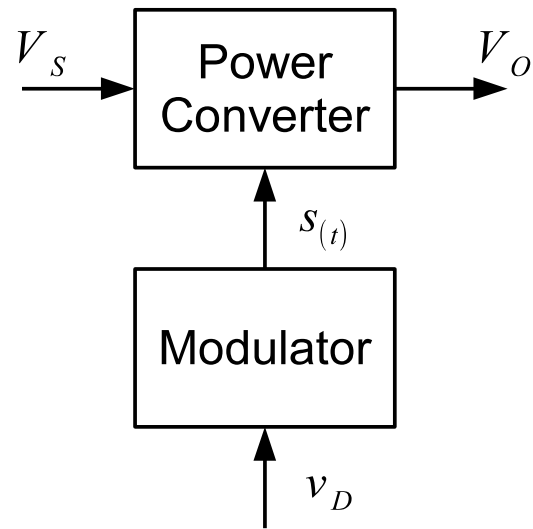 V_S
Power
Converter
V_O
s_(t)
Modulator
v_D